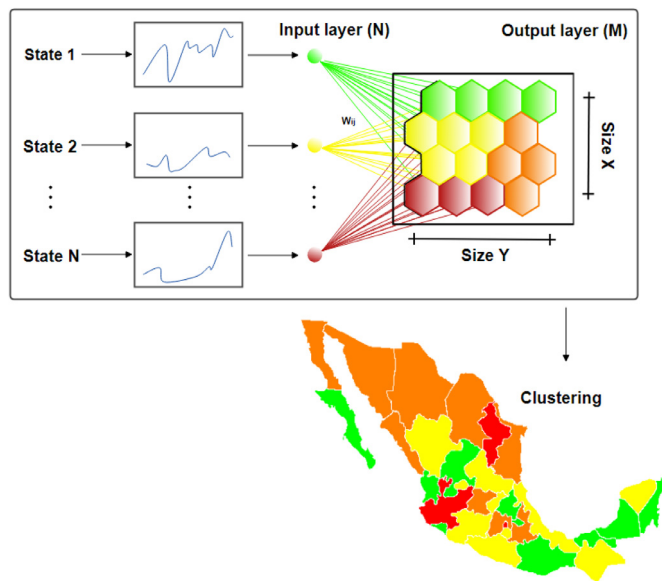 Input layer (N)
Output layer (M)
State 1
State 2
State N
Wij
Size X
Size Y
Clustering